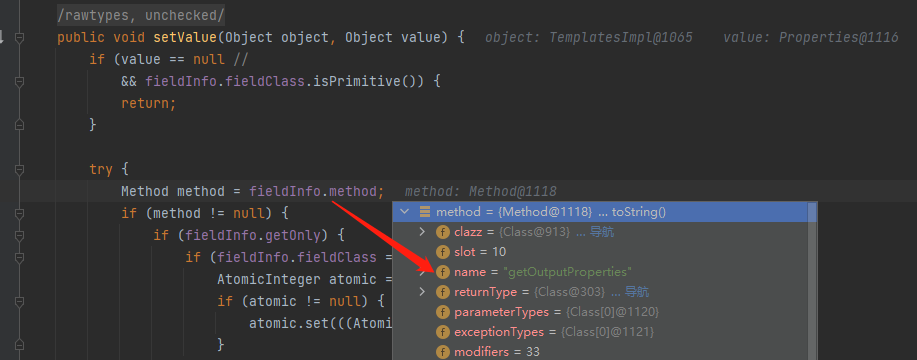 /rawtypes, unchecked/
public void setValue(Object object, Object value) {   object: TemplatesImpl@1065    value: Properties@1116
if (value == null //
&& fieldInfo.fieldClass.isPrimitive()) {
return;
}
try {
Method method = fieldInfo.method;   method: Method@1118
if (method != null) {
if (fieldInfo.getOnly) {
if (fieldInfo.fieldClass =
AtomicInteger atomic =
if (atomic != null) {
atomic.set(((Atomi
}
method = {Method@1118} ... toString()
clazz = {Class@913} ... 导航
slot = 10
name = "getOutputProperties"
returnType = {Class@303} ... 导航
parameterTypes = {Class[0]@1120}
exceptionTypes = {Class[0]@1121}
modifiers = 33